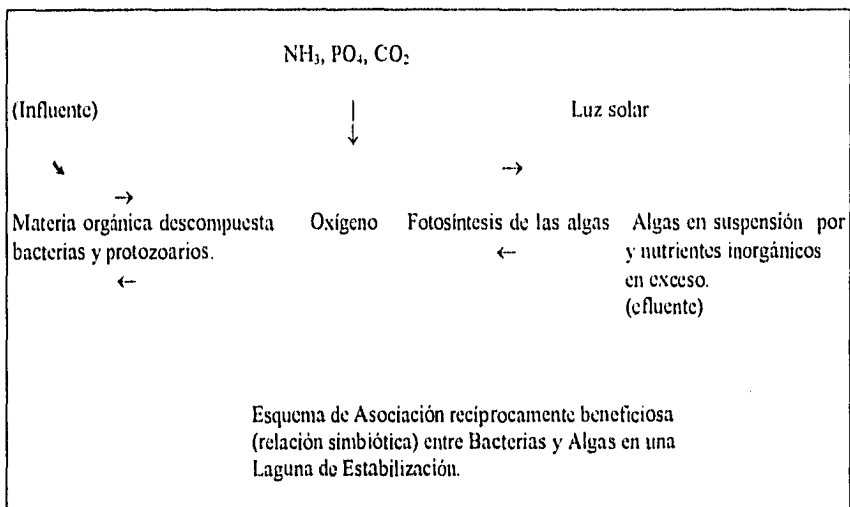 NH₃, PO₄, CO₂
(Influente) Luz solar
Materia orgánica descompuesta Oxígeno Fotosíntesis de las algas Algas en suspensión por
bacterias y protozoarios. y nutrientes inorgánicos
en exceso.
(efluente)
Esquema de Asociación recíprocamente beneficiosa
(relación simbiótica) entre Bacterias y Algas en una
Laguna de Estabilización.